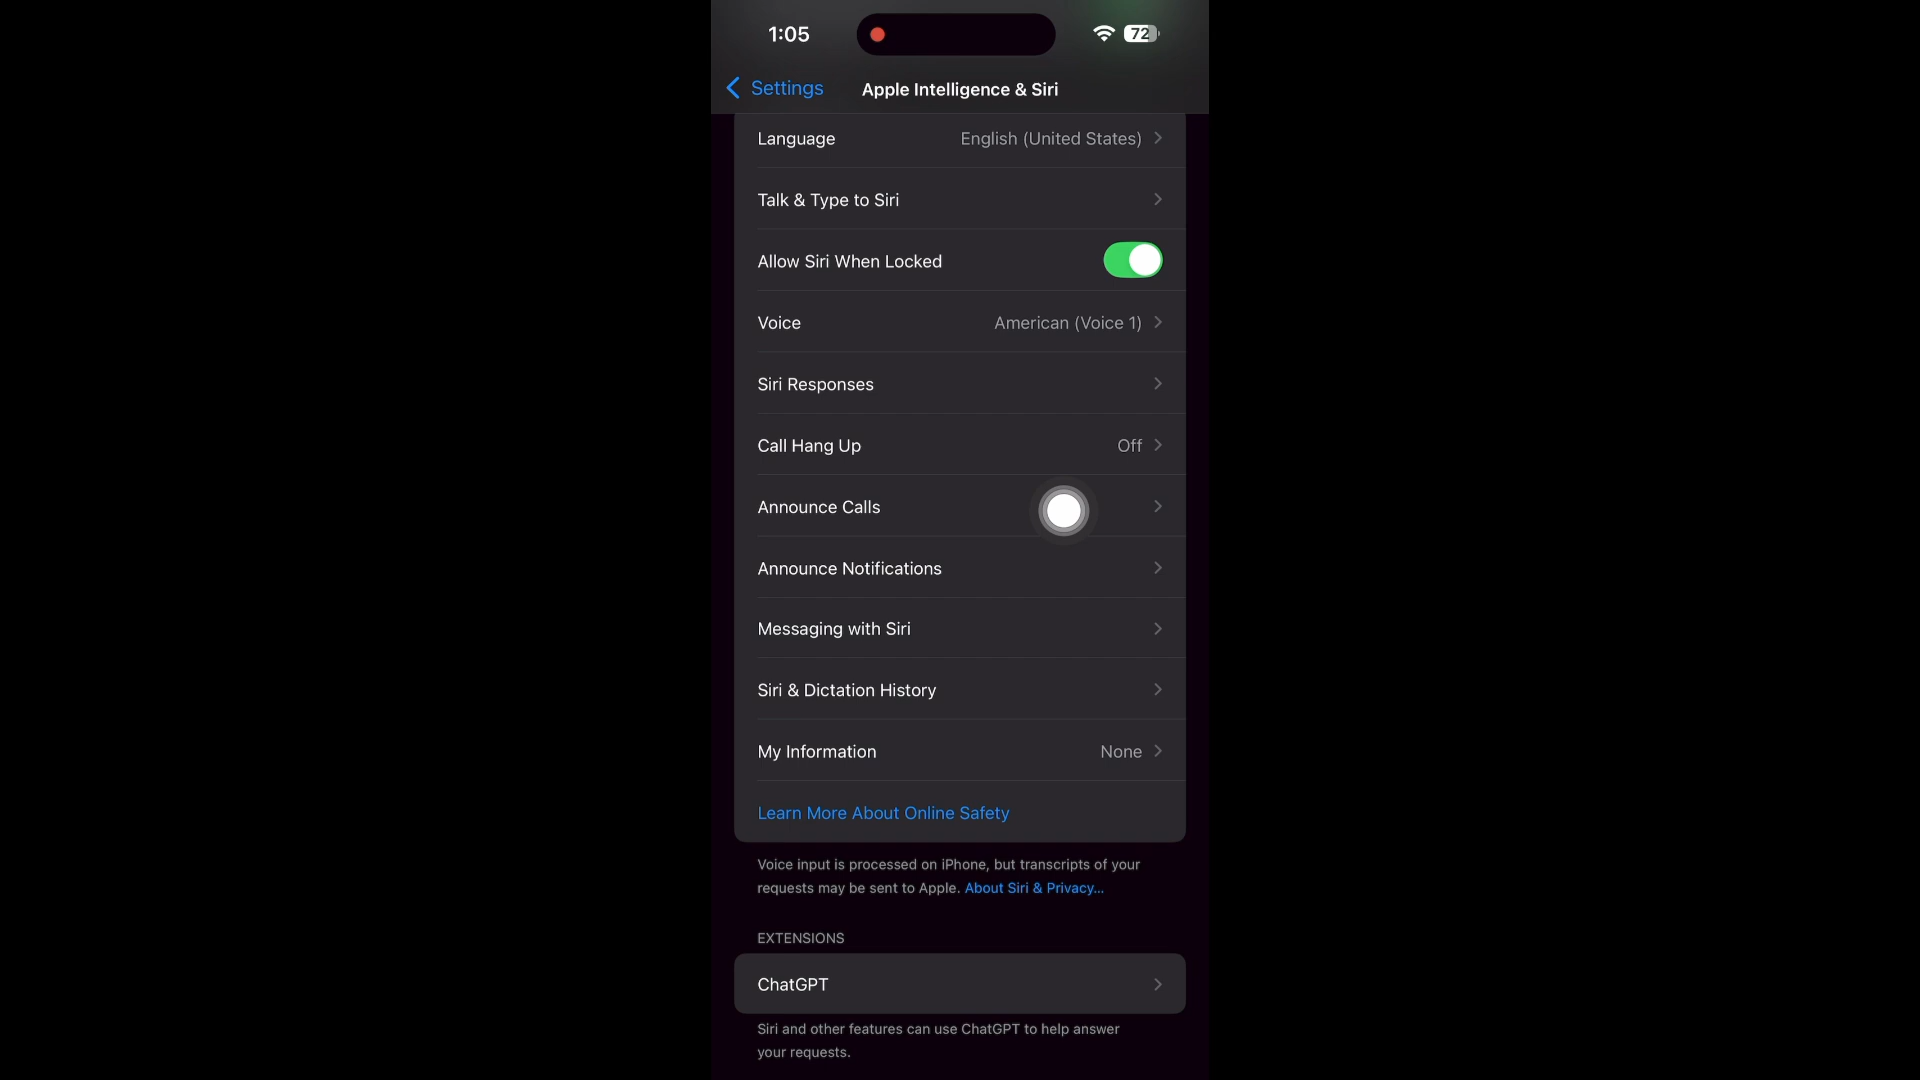 1:05
72
Settings
Apple Intelligence & Siri
Language English (United States)
Talk & Type to Siri
Allow Siri When Locked
Voice American (Voice 1)
Siri Responses
Call Hang Up Off
Announce Calls
Announce Notifications
Messaging with Siri
Siri & Dictation History
My Information None
Learn More About Online Safety
Voice input is processed on iPhone, but transcripts of your
requests may be sent to Apple. About Siri & Privacy...
EXTENSIONS
ChatGPT
Siri and other features can use ChatGPT to help answer
your requests.